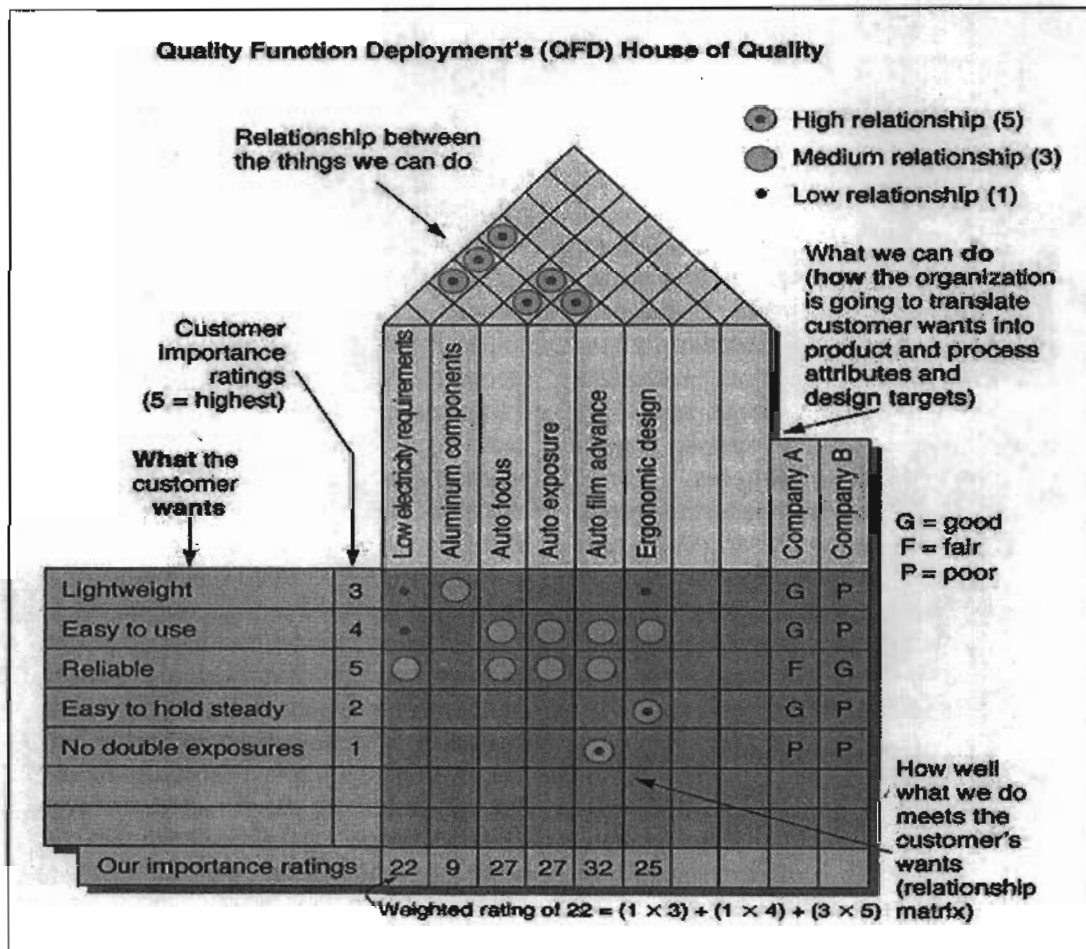 Quality Function Deployment's (QFD) House of Quality
Relationship between
the things we can do
High relationship (5)
Medium relationship (3)
Low relationship (1)
What we can do
(how the organization
is going to translate
customer wants into
product and process
attributes and
design targets)
Customer
importance
ratings
(5 = highest)
What the
customer
wants
Low electricity requirements
Aluminum components
Auto focus
Auto exposure
Auto film advance
Ergonomic design
Company A
Company B
G = good
F = fair
P = poor
Lightweight 3 G P
Easy to use 4 G P
Reliable 5 F G
Easy to hold steady 2 G P
No double exposures 1 P P
How well
what we do
meets the
customer's
wants
(relationship
matrix)
Our importance ratings 22 9 27 27 32 25
Weighted rating of 22 = (1 × 3) + (1 × 4) + (3 × 5)